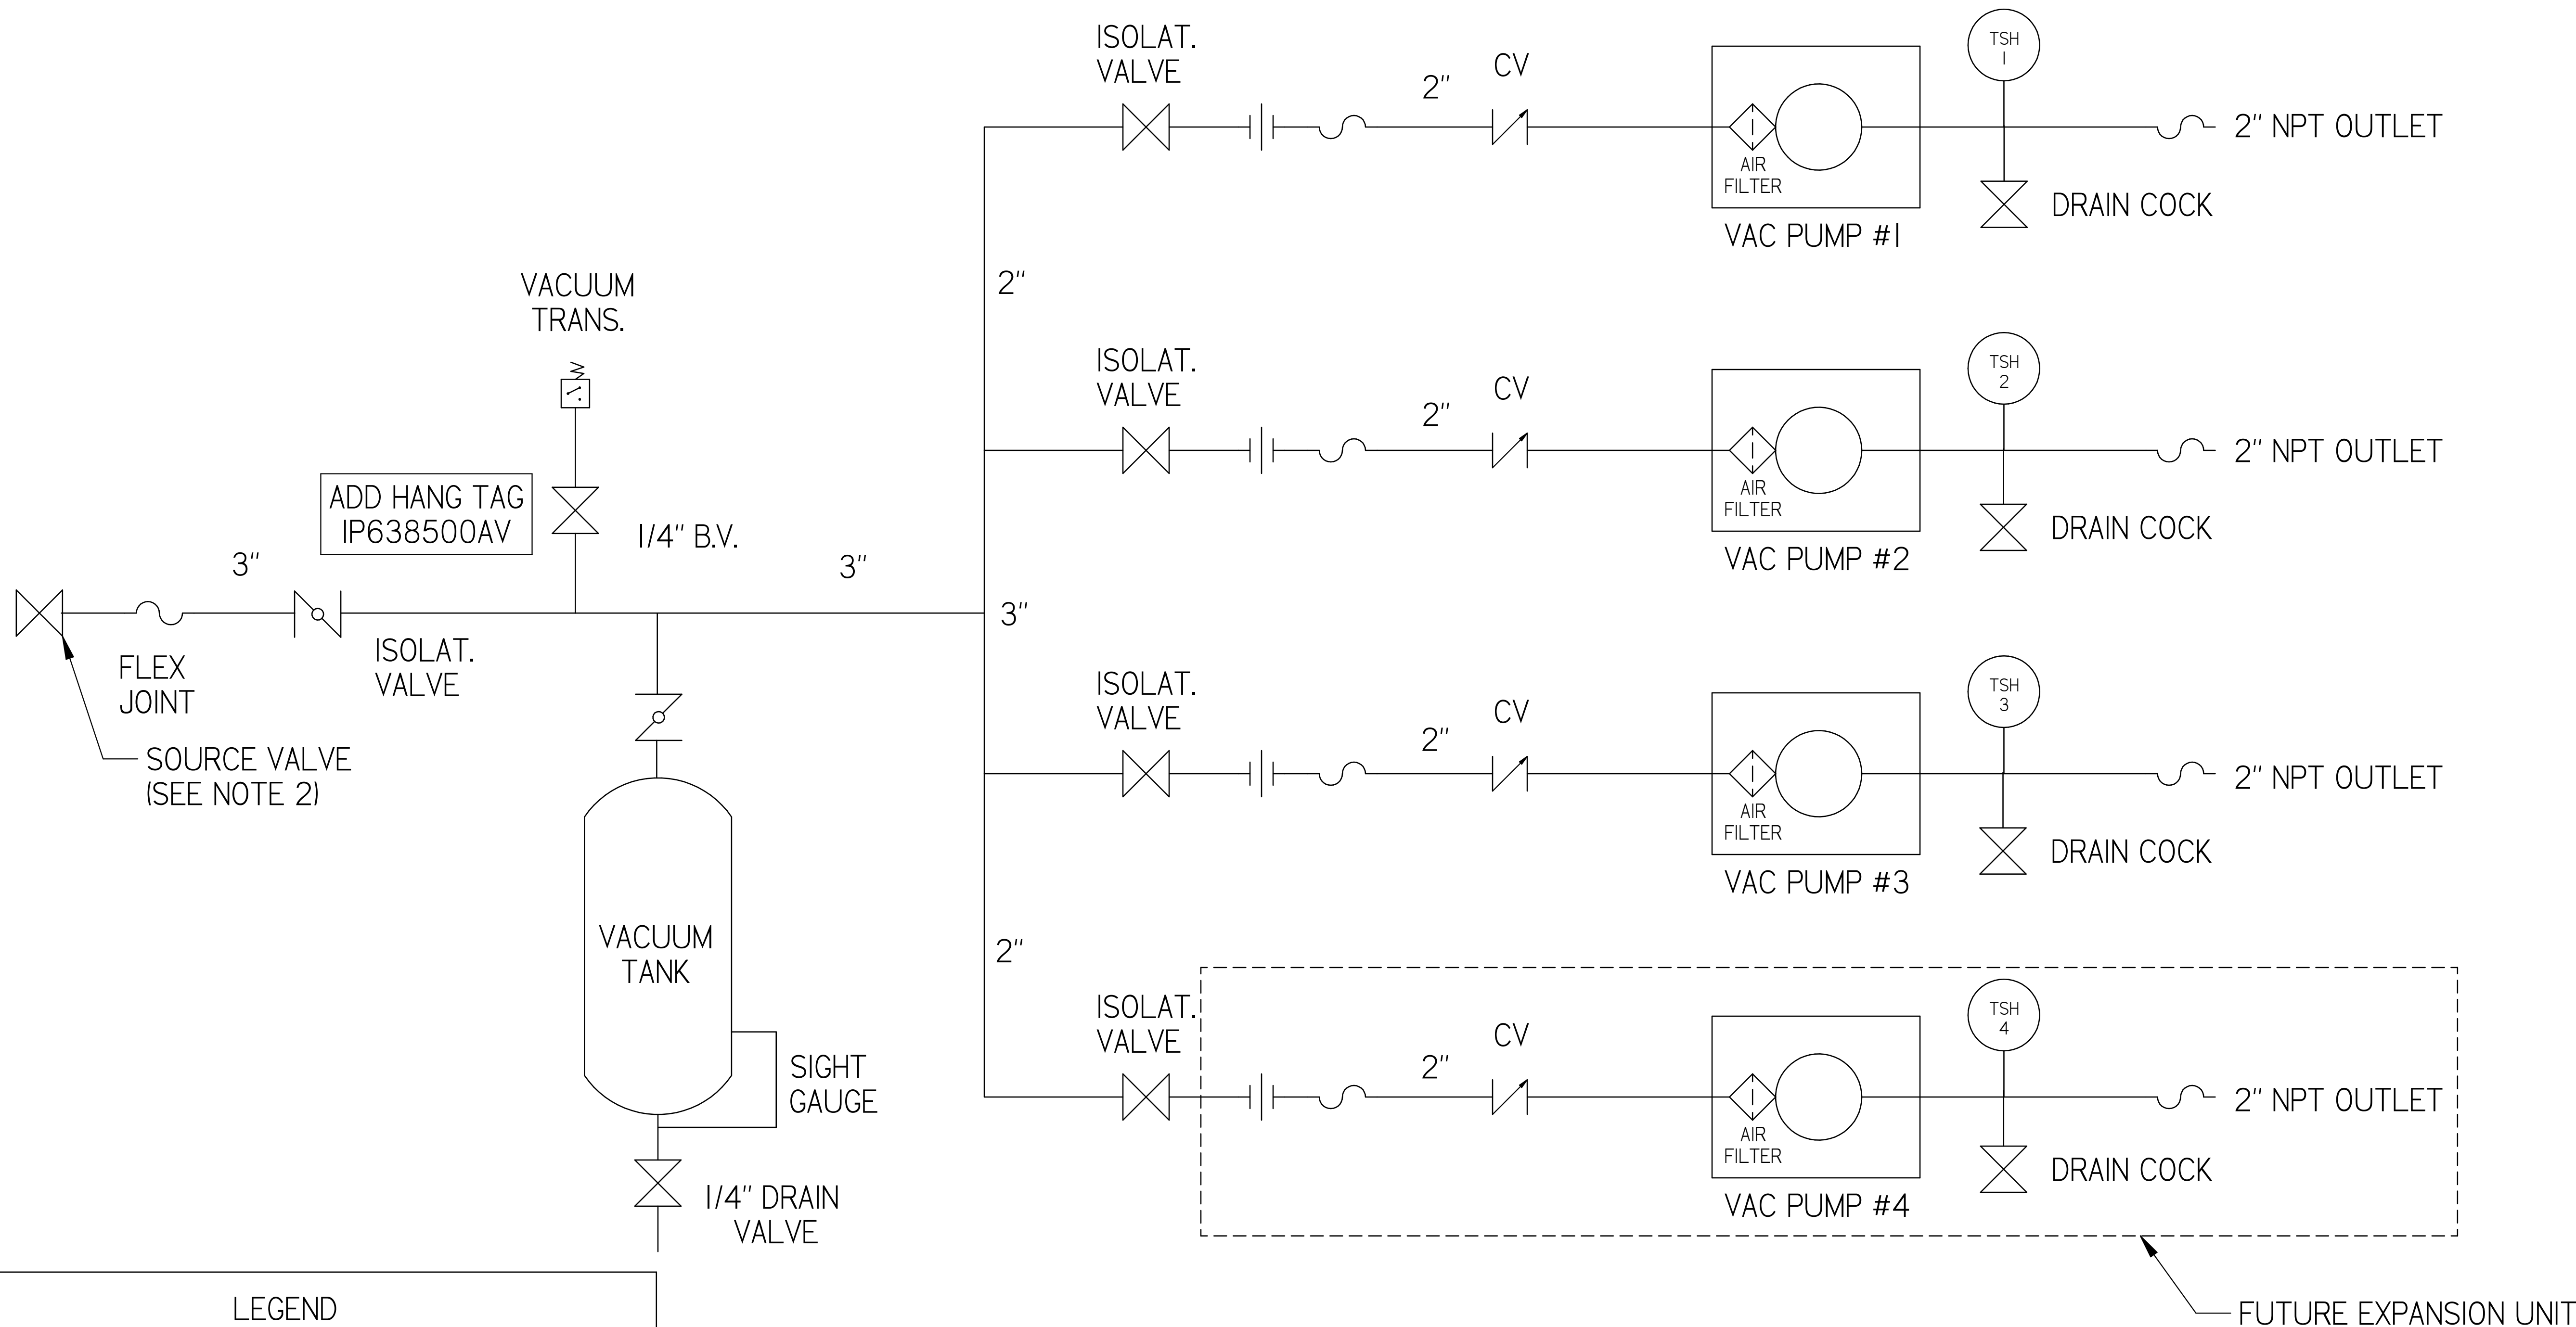 ISOLAT.
VALVE
2"
CV
TSH
1
AIR
FILTER
VAC PUMP #1
2" NPT OUTLET
DRAIN COCK
2"
VACUUM
TRANS.
ADD HANG TAG
IP638500AV
1/4" B.V.
3"
3"
3"
FLEX
JOINT
ISOLAT.
VALVE
SOURCE VALVE
(SEE NOTE 2)
VACUUM
TANK
SIGHT
GAUGE
1/4" DRAIN
VALVE
ISOLAT.
VALVE
2"
CV
TSH
2
AIR
FILTER
VAC PUMP #2
2" NPT OUTLET
DRAIN COCK
ISOLAT.
VALVE
2"
CV
TSH
3
AIR
FILTER
VAC PUMP #3
2" NPT OUTLET
DRAIN COCK
2"
ISOLAT.
VALVE
2"
CV
TSH
4
AIR
FILTER
VAC PUMP #4
2" NPT OUTLET
DRAIN COCK
FUTURE EXPANSION UNIT
LEGEND